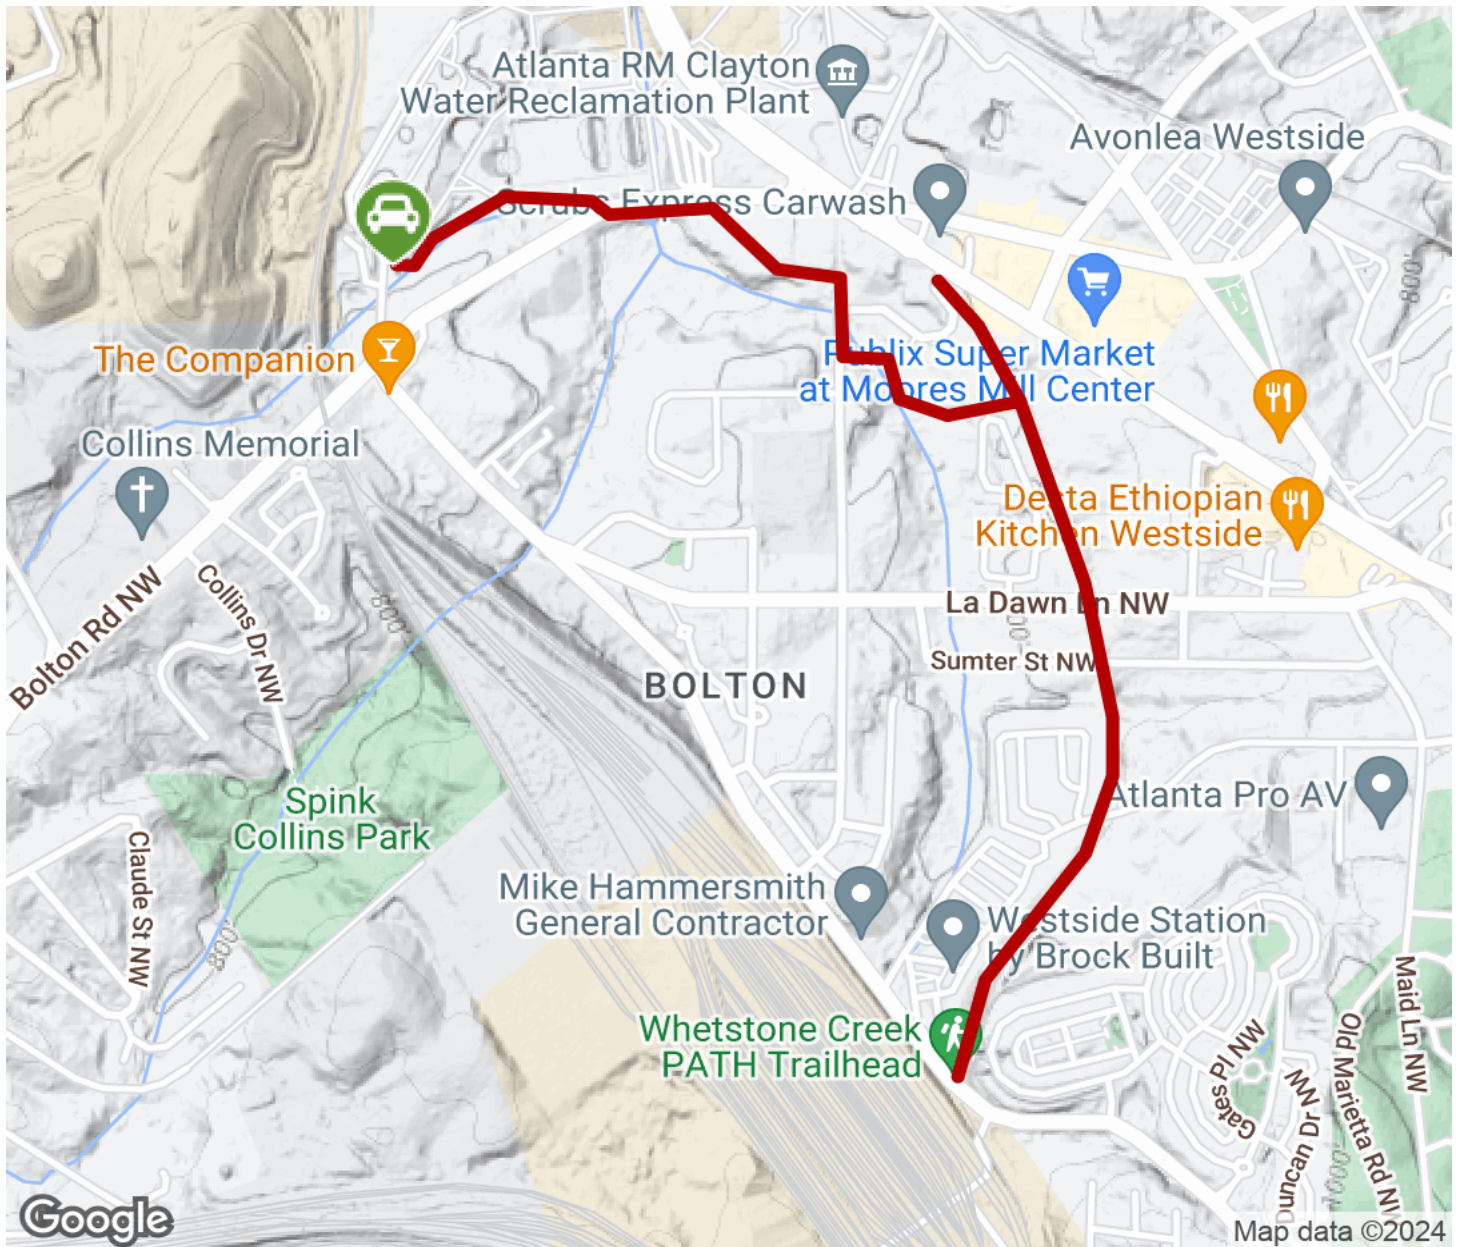 Atlanta RM Clayton
Water Reclamation Plant
Avonlea Westside
Scrubs Express Carwash
800'
The Companion
Publix Super Market
at Moores Mill Center
Collins Memorial
Desta Ethiopian
Kitchen Westside
Bolton Rd NW
Collins Dr NW
800'
La Dawn Ln NW
Sumter St NW
BOLTON
Spink
Collins Park
Atlanta Pro AV
Claude St NW
800'
Mike Hammersmith
General Contractor
Westside Station
by Brock Built
Whetstone Creek
PATH Trailhead
Gates Pl NW
Duncan Dr NW
Old Marietta Rd NW
Maid Ln NW
1000'
Google
Map data ©2024